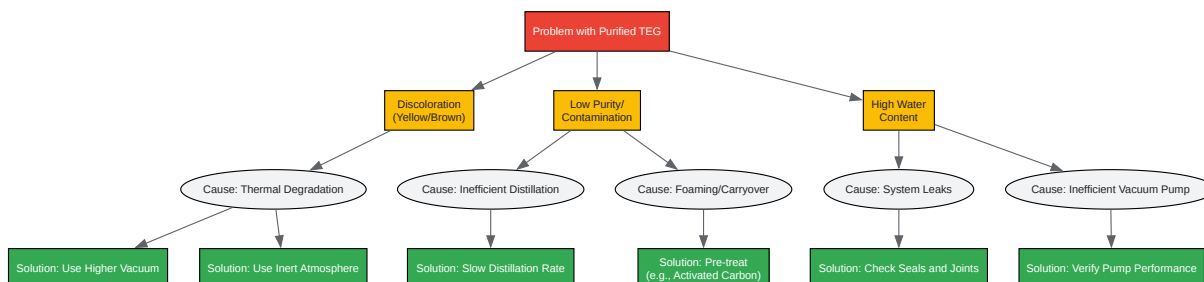 Problem with Purified TEG
Discoloration
(Yellow/Brown)
Low Purity/
Contamination
High Water
Content
Cause: Thermal Degradation
Cause: Inefficient Distillation
Cause: Foaming/Carryover
Cause: System Leaks
Cause: Inefficient Vacuum Pump
Solution: Use Higher Vacuum
Solution: Use Inert Atmosphere
Solution: Slow Distillation Rate
Solution: Pre-treat
(e.g., Activated Carbon)
Solution: Check Seals and Joints
Solution: Verify Pump Performance